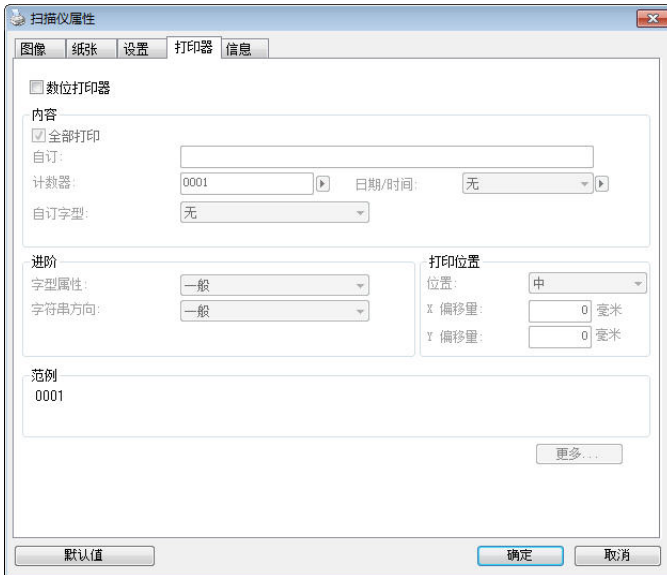 扫描仪属性
图像 纸张 设置 打印器 信息
数位打印器
内容
全部打印
自订:
计数器: 0001 日期/时间: 无
自订字型: 无
进阶
字型属性: 一般
字符串方向: 一般
打印位置
位置: 中
X 偏移量: 0 毫米
Y 偏移量: 0 毫米
范例
0001
更多...
默认值 确定 取消